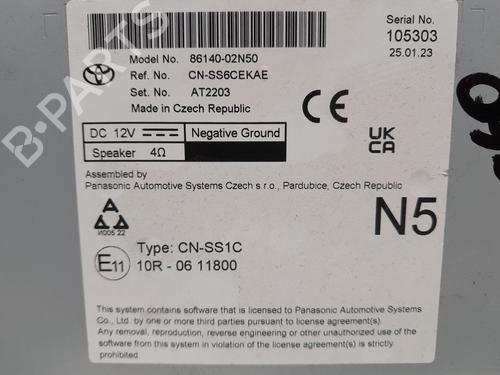 Serial No.
105303
25.01.23
Model No. 86140-02N50
Ref. No. CN-SS6CEKAE
Set. No. AT2203
Made in Czech Republic
DC 12V Negative Ground
Speaker 4Ω
UK
CA
CE
Assembled by
Panasonic Automotive Systems Czech s.r.o., Pardubice, Czech Republic
N5
И005 22
E11
Type: CN-SS1C
10R - 06 11800
This system contains software that is licensed to Panasonic Automotive Systems
Co., Ltd. by one or more third parties under license agreement(s).
Any removal, reproduction, reverse engineering or other unauthorized use of the
software from this system in violation of the license agreement(s) is strictly
prohibited.
B-PARTS